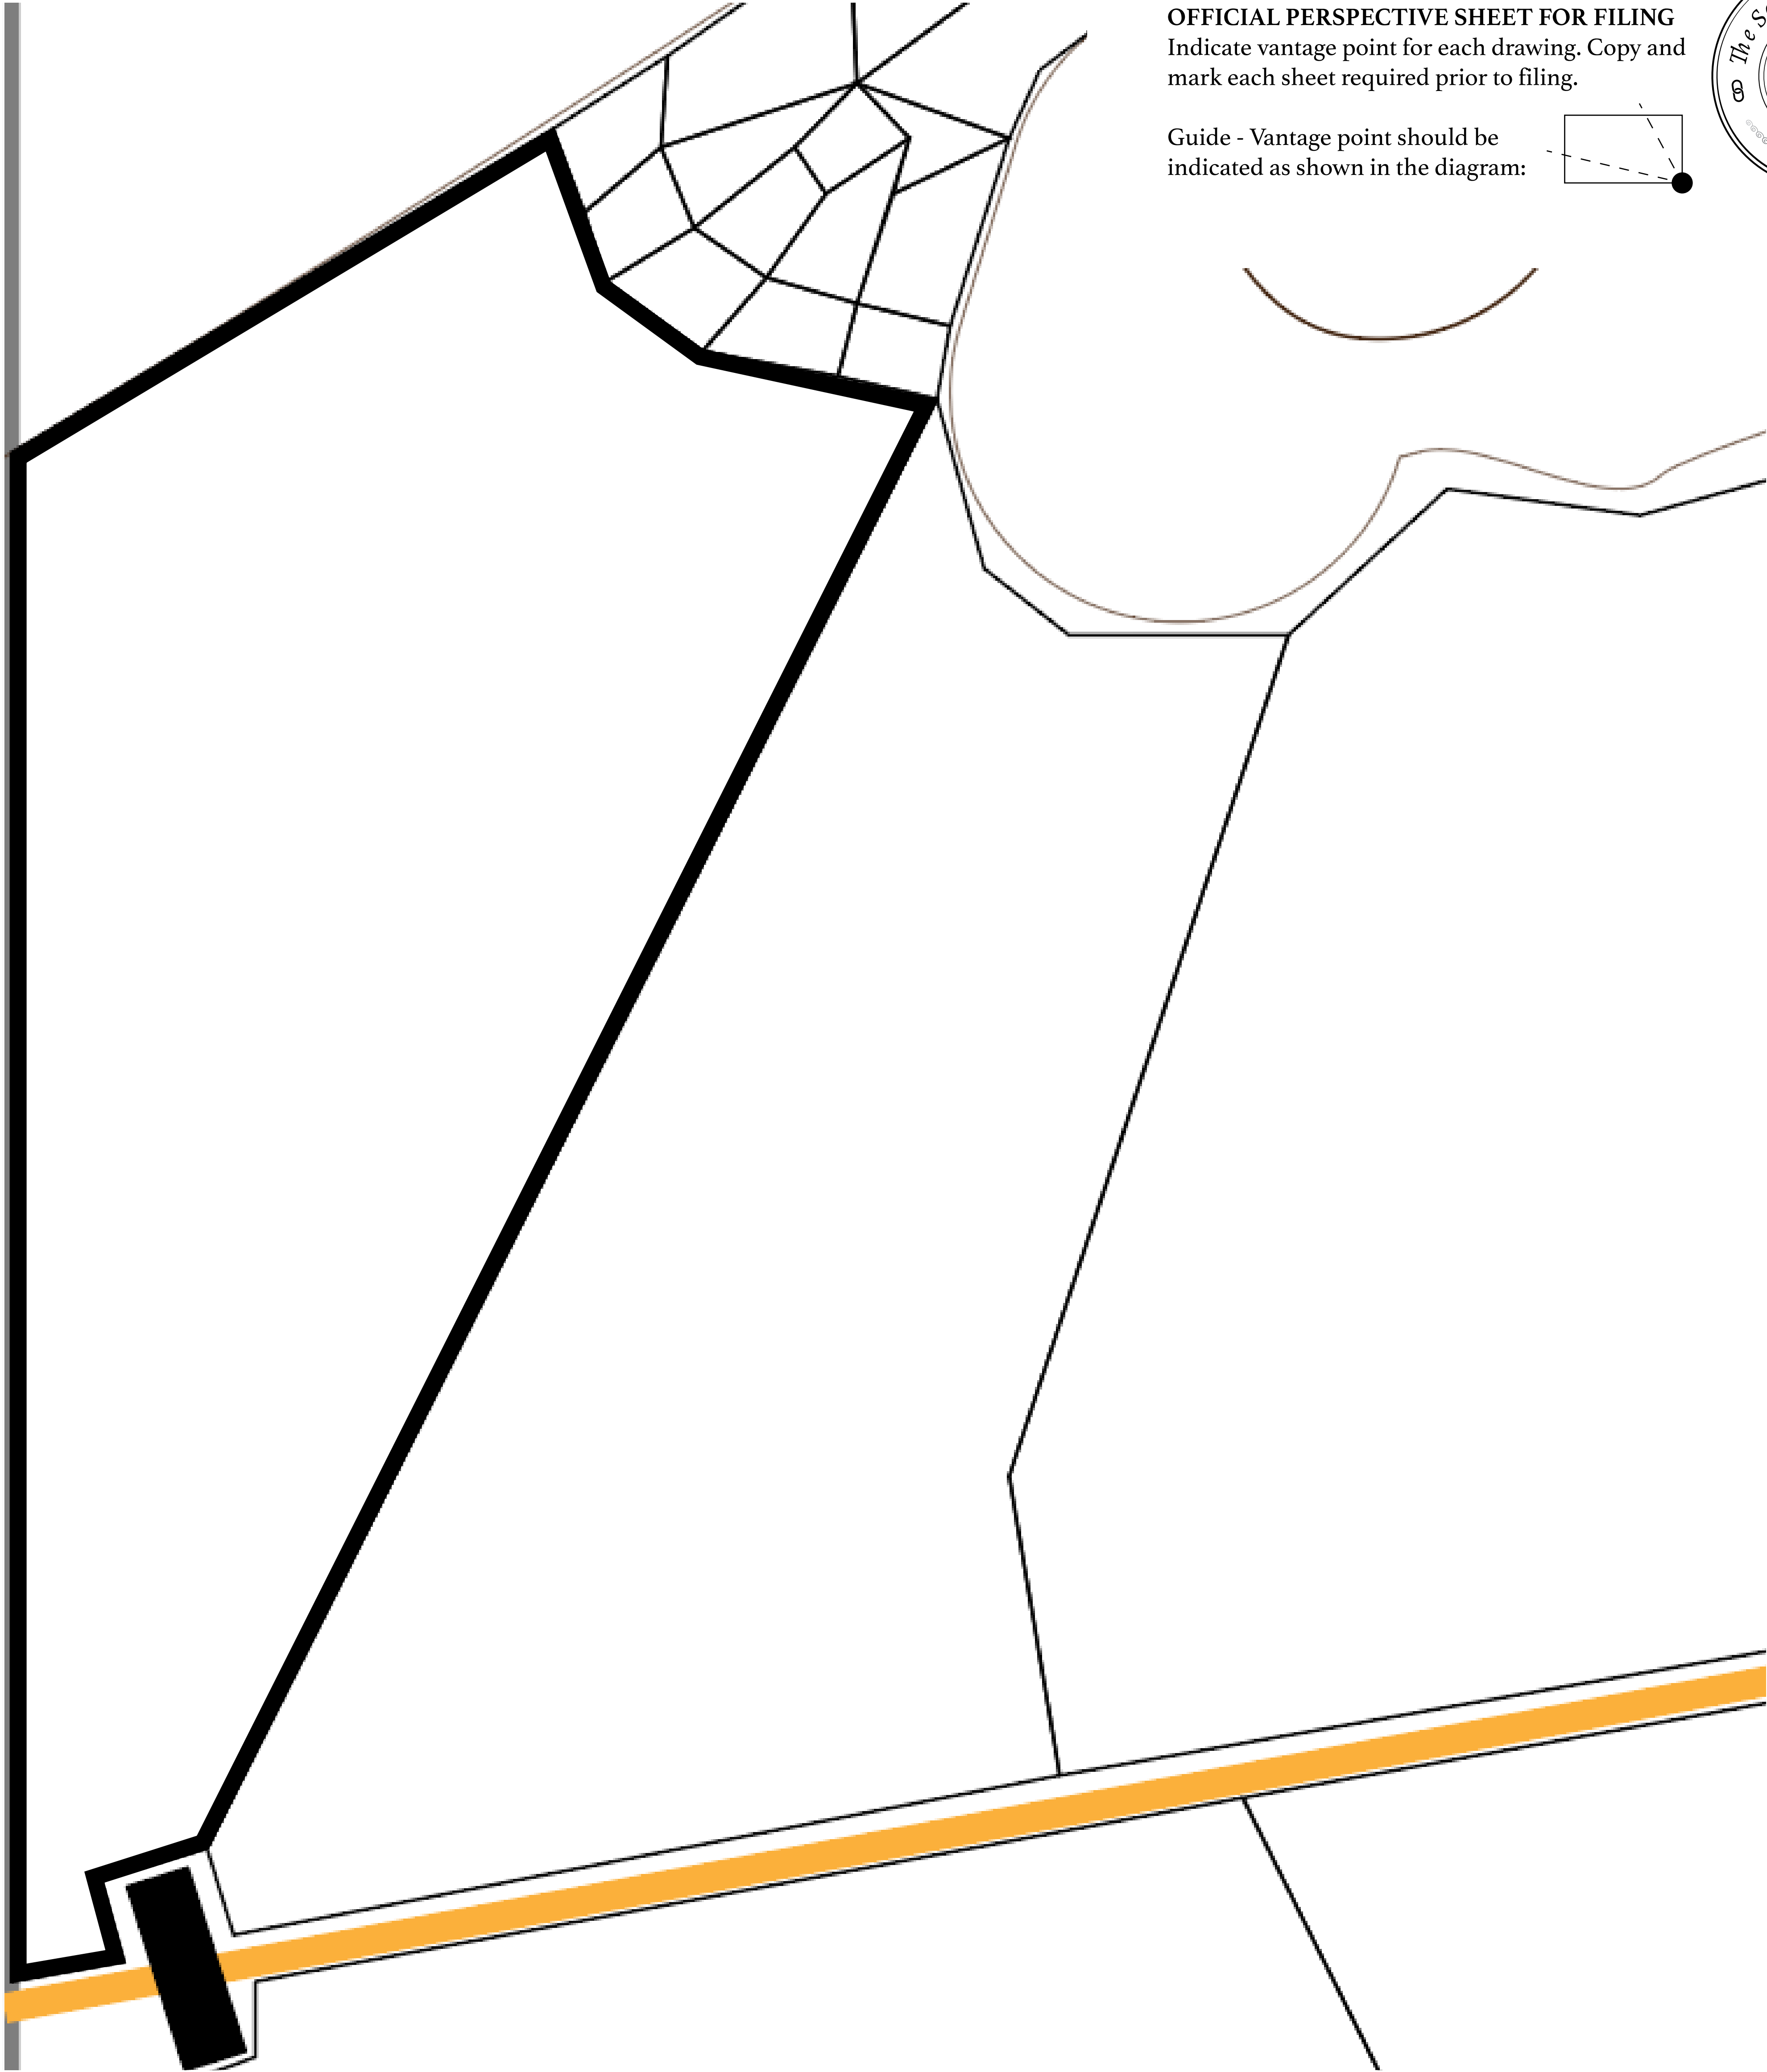 OFFICIAL PERSPECTIVE SHEET FOR FILING
Indicate vantage point for each drawing. Copy and
mark each sheet required prior to filing.
Guide - Vantage point should be
indicated as shown in the diagram:
The